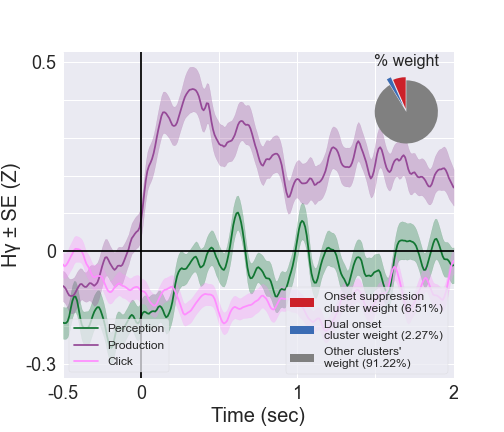 % weight
0.5
0
-0.3
Hγ ± SE (Z)
Perception
Production
Click
Onset suppression
cluster weight (6.51%)
Dual onset
cluster weight (2.27%)
Other clusters'
weight (91.22%)
-0.5
0
1
2
Time (sec)